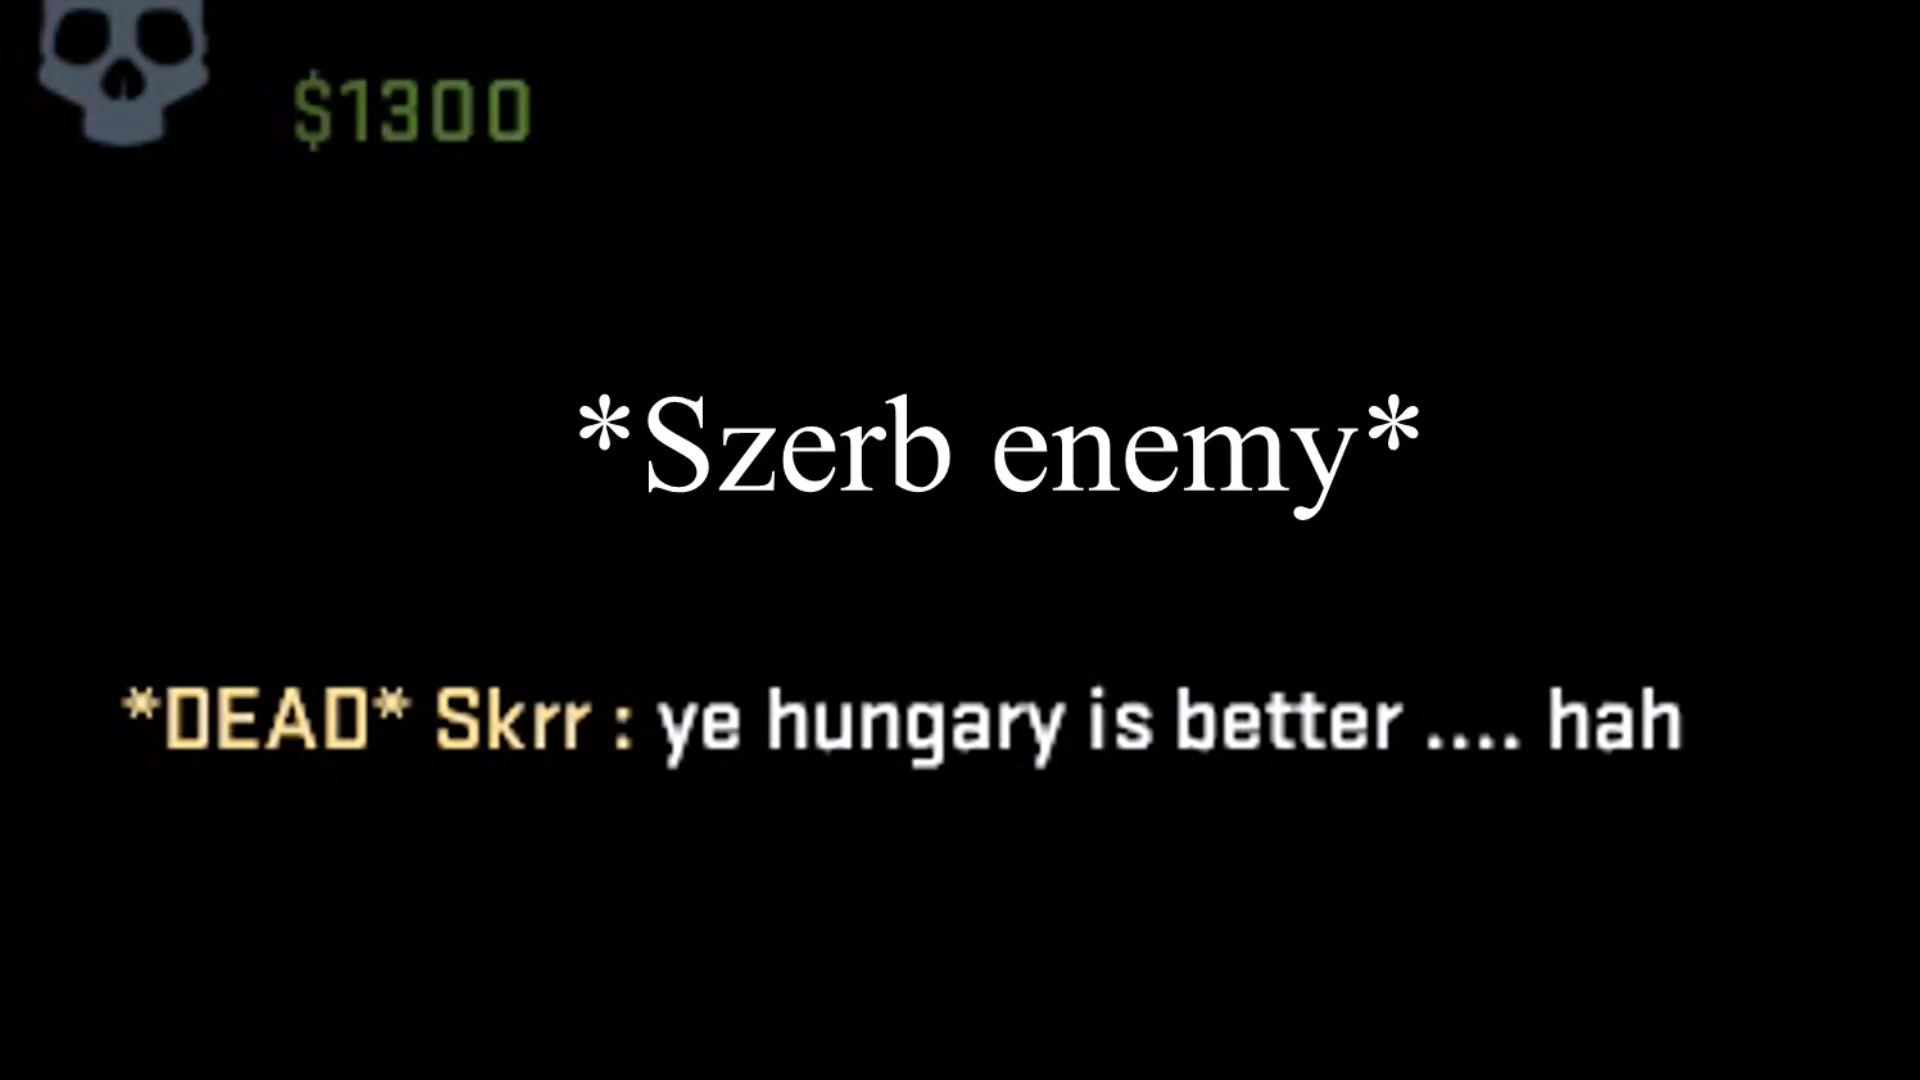 $1300
*Szerb enemy*
*DEAD* Skrr : ye hungary is better .... hah